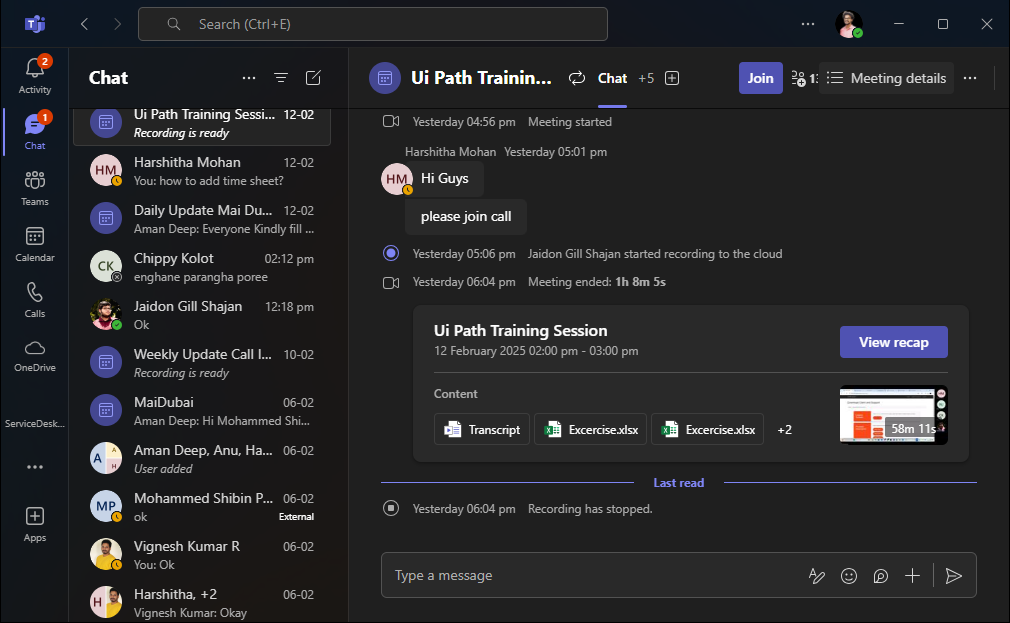 Search (Ctrl+E)
2
Activity
1
Chat
Teams
Calendar
Calls
OneDrive
ServiceDesk...
Apps
Chat
Ui Path Training Sessi... 12-02
Recording is ready
HM Harshitha Mohan 12-02
You: how to add time sheet?
Daily Update Mai Du... 12-02
Aman Deep: Everyone Kindly fill ...
CK Chippy Kolot 02:12 pm
enghane parangha poree
Jaidon Gill Shajan 12:18 pm
Ok
Weekly Update Call I... 10-02
Recording is ready
MaiDubai 06-02
Aman Deep: Hi Mohammed Shi...
A A H Aman Deep, Anu, Ha... 06-02
User added
MP Mohammed Shibin P... 06-02
ok External
Vignesh Kumar R 06-02
You: Ok
H Harshitha, +2 06-02
Vignesh Kumar: Okay
Ui Path Trainin... Chat +5 Join Meeting details
Yesterday 04:56 pm Meeting started
Harshitha Mohan Yesterday 05:01 pm
HM Hi Guys
please join call
Yesterday 05:06 pm Jaidon Gill Shajan started recording to the cloud
Yesterday 06:04 pm Meeting ended: 1h 8m 5s
Ui Path Training Session
12 February 2025 02:00 pm - 03:00 pm
View recap
Content
Transcript Excercise.xlsx Excercise.xlsx +2
58m 11s
Last read
Yesterday 06:04 pm Recording has stopped.
Type a message